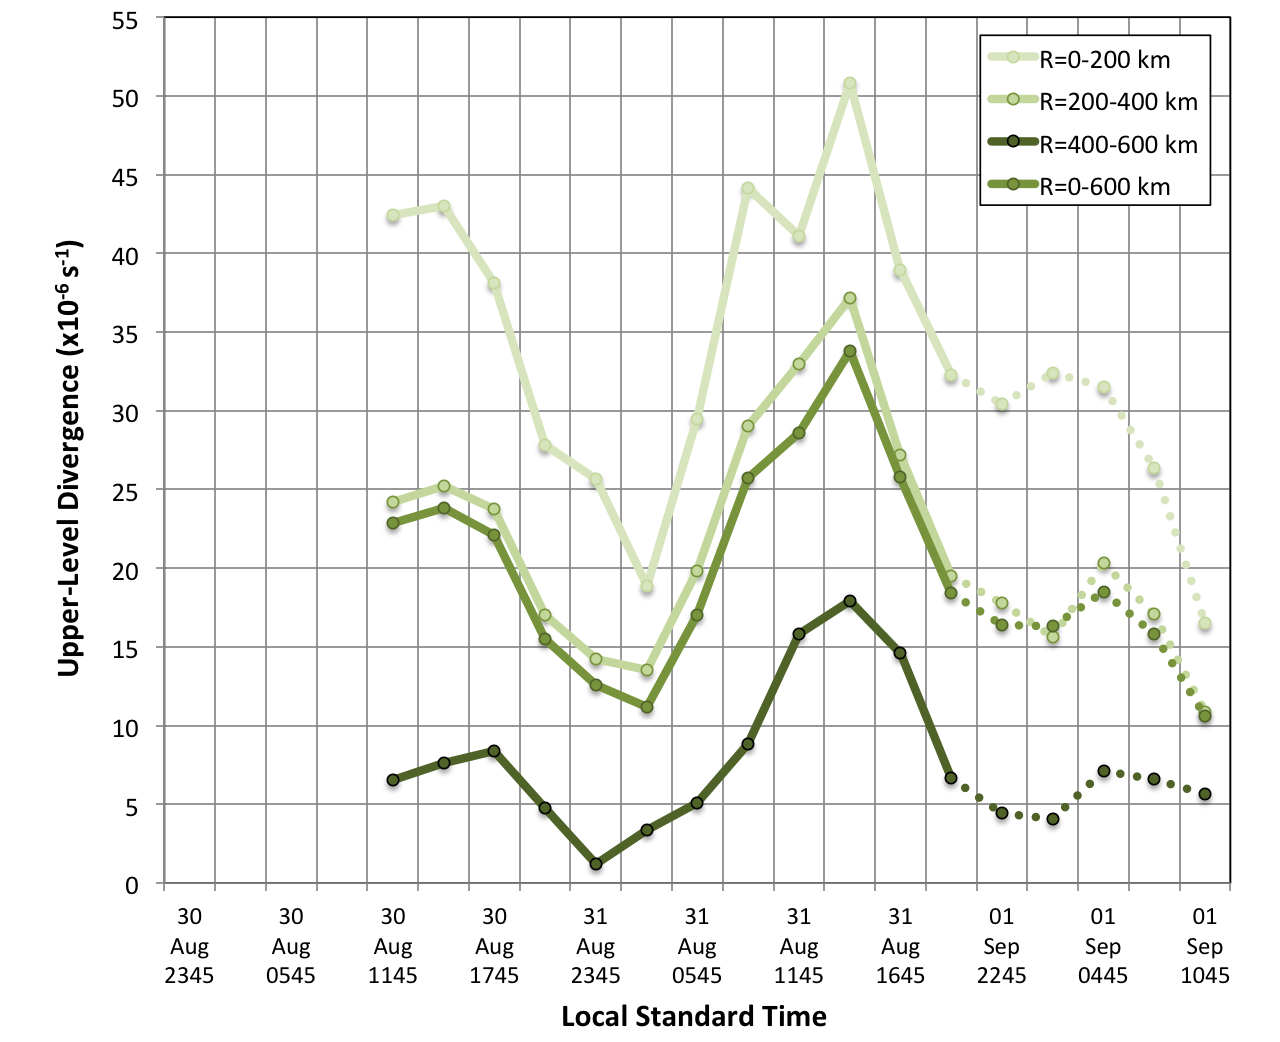 55
50
45
40
35
30
25
20
15
10
5
0
Upper-Level Divergence (x10-6 s-1)
R=0-200 km
R=200-400 km
R=400-600 km
R=0-600 km
30 Aug 2345
30 Aug 0545
30 Aug 1145
30 Aug 1745
31 Aug 2345
31 Aug 0545
31 Aug 1145
31 Aug 1645
01 Sep 2245
01 Sep 0445
01 Sep 1045
Local Standard Time